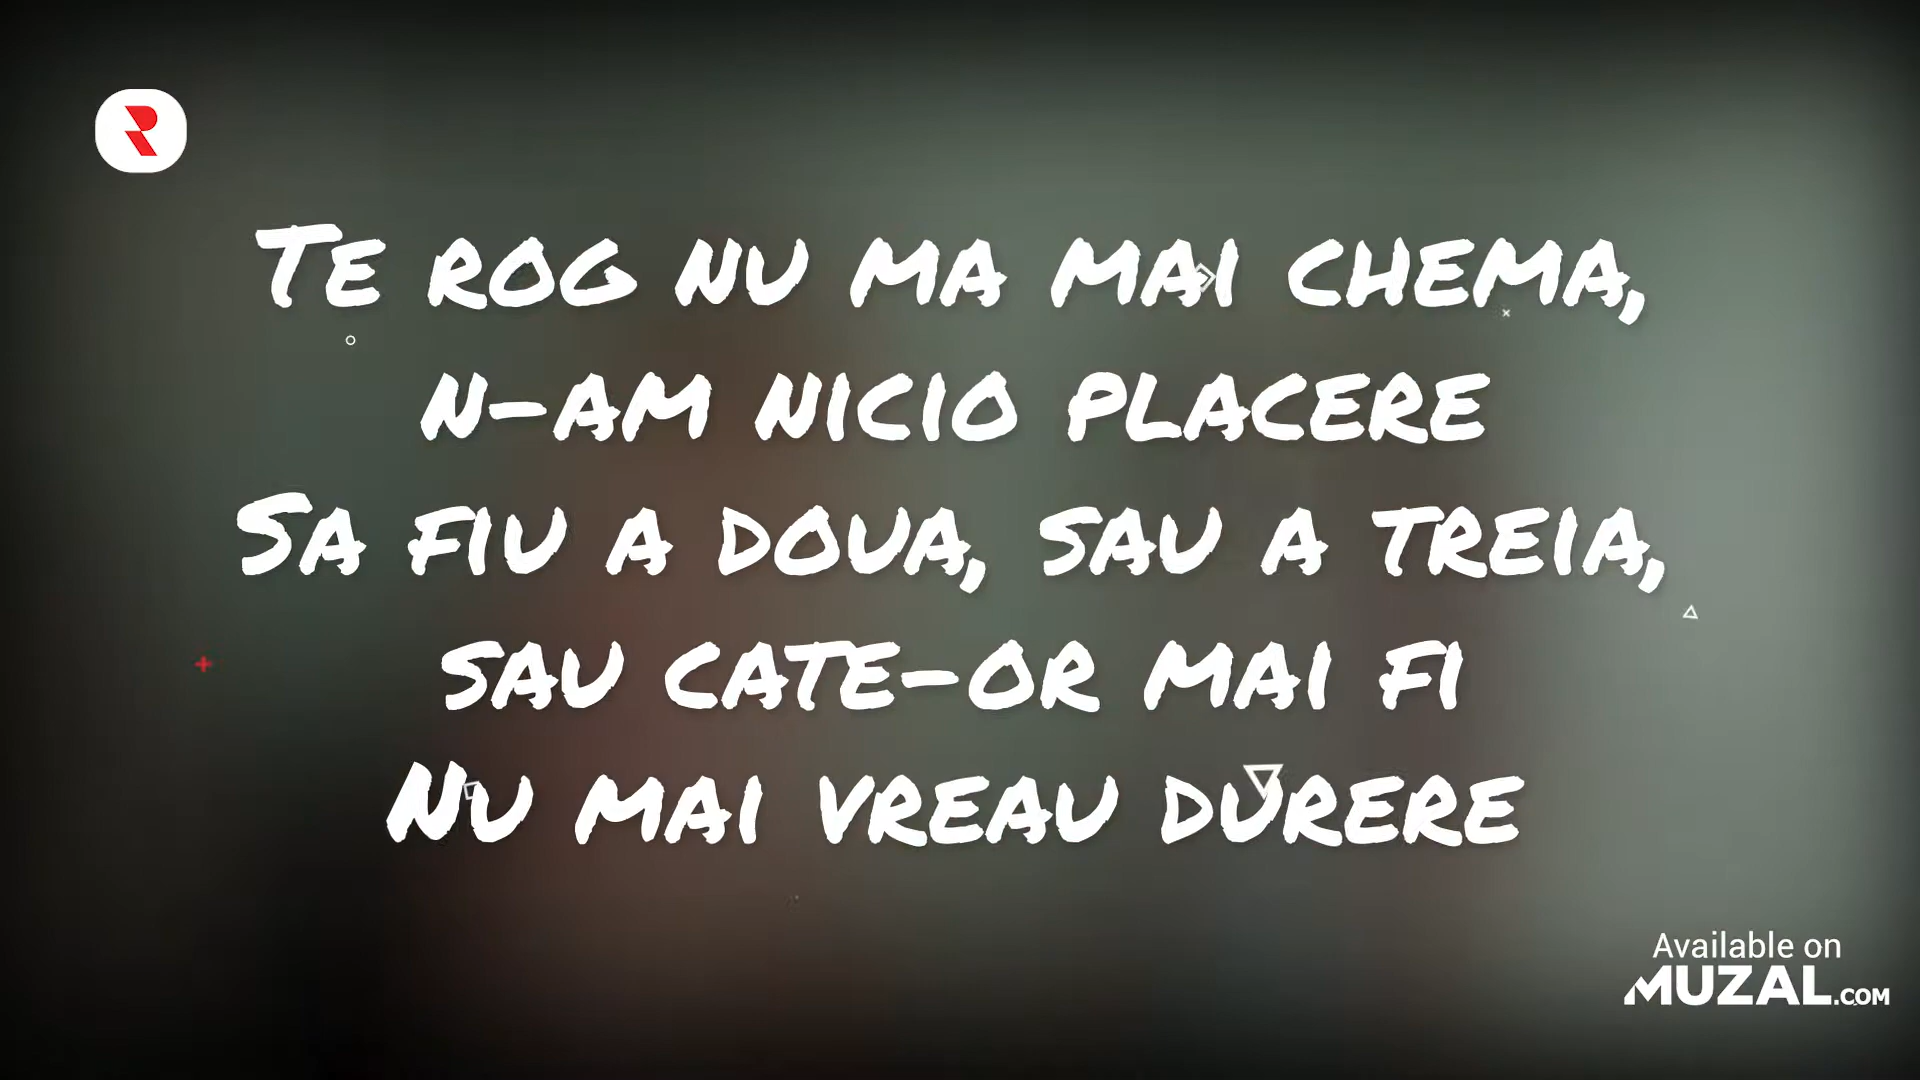 Te rog nu ma mai chema,
n-am nicio placere
Sa fiu a doua, sau a treia,
sau cate-or mai fi
Nu mai vreau durere
Available on
MUZAL.COM